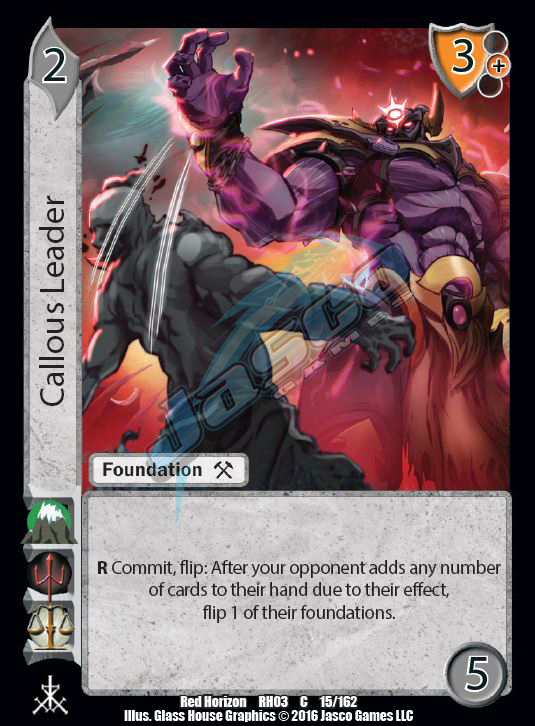 2
3
+
Callous Leader
JASCO
GAMES
Foundation
R Commit, flip: After your opponent adds any number
of cards to their hand due to their effect,
flip 1 of their foundations.
5
Red Horizon RH03 C 15/162
Illus. Glass House Graphics © 2016 Jasco Games LLC